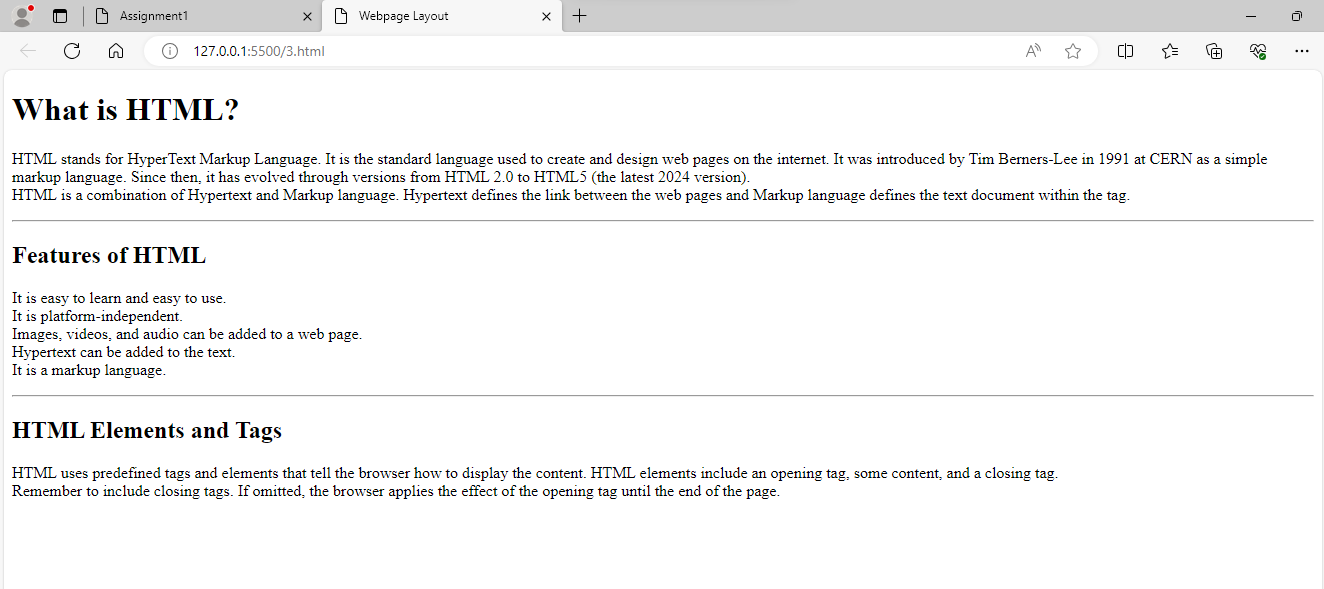 Assignment1
Webpage Layout
127.0.0.1:5500/3.html
What is HTML?
HTML stands for HyperText Markup Language. It is the standard language used to create and design web pages on the internet. It was introduced by Tim Berners-Lee in 1991 at CERN as a simple
markup language. Since then, it has evolved through versions from HTML 2.0 to HTML5 (the latest 2024 version).
HTML is a combination of Hypertext and Markup language. Hypertext defines the link between the web pages and Markup language defines the text document within the tag.
Features of HTML
It is easy to learn and easy to use.
It is platform-independent.
Images, videos, and audio can be added to a web page.
Hypertext can be added to the text.
It is a markup language.
HTML Elements and Tags
HTML uses predefined tags and elements that tell the browser how to display the content. HTML elements include an opening tag, some content, and a closing tag.
Remember to include closing tags. If omitted, the browser applies the effect of the opening tag until the end of the page.